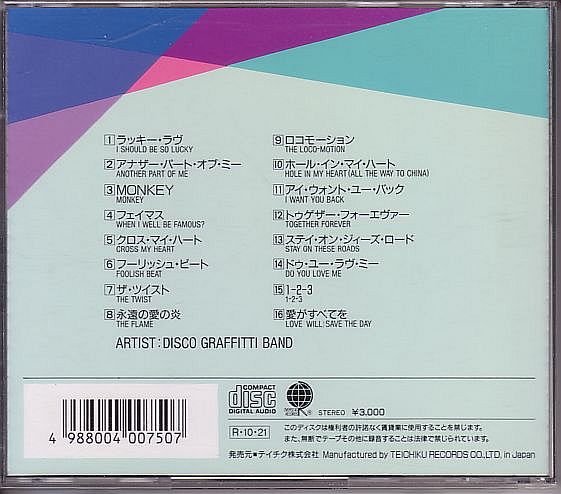 1 ラッキー・ラヴ
I SHOULD BE SO LUCKY
2 アナザー・パート・オブ・ミー
ANOTHER PART OF ME
3 MONKEY
MONKEY
4 フェイマス
WHEN I WELL BE FAMOUS?
5 クロス・マイ・ハート
CROSS MY HEART
6 フーリッシュ・ビート
FOOLISH BEAT
7 ザ・ツイスト
THE TWIST
8 永遠の愛の炎
THE FLAME
9 ロコモーション
THE LOCO-MOTION
10 ホール・イン・マイ・ハート
HOLE IN MY HEART (ALL THE WAY TO CHINA)
11 アイ・ウォント・ユー・バック
I WANT YOU BACK
12 トゥゲザー・フォーエヴァー
TOGETHER FOREVER
13 ステイ・オン・ジィーズ・ロード
STAY ON THESE ROADS
14 ドゥ・ユー・ラヴ・ミー
DO YOU LOVE ME
15 1-2-3
1-2-3
16 愛がすべてを
LOVE WILL SAVE THE DAY
ARTIST : DISCO GRAFFITTI BAND
4 988004 007507
COMPACT
disc
DIGITAL AUDIO
R
STEREO ¥3,000
R・10・21
このディスクは権利者の許諾なく賃貸業に使用することを禁じます。
また、無断でテープその他に録音することは法律で禁じられています。
発売元●テイチク株式会社 Manufactured by TEICHIKU RECORDS CO.,LTD. in Japan